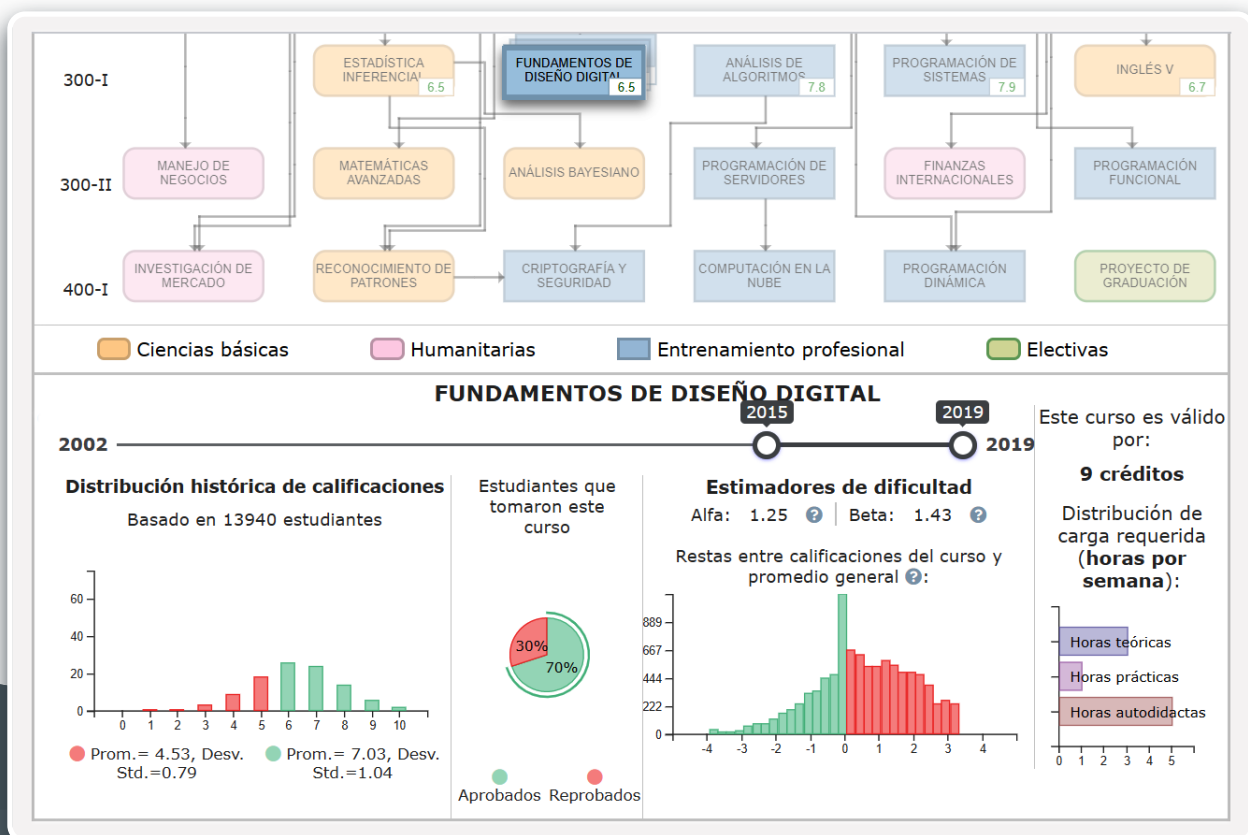 300-I
ESTADÍSTICA
INFERENCIAL
6.5
FUNDAMENTOS DE
DISEÑO DIGITAL
6.5
ANÁLISIS DE
ALGORITMOS
7.8
PROGRAMACIÓN DE
SISTEMAS
7.9
INGLÉS V
6.7
300-II
MANEJO DE
NEGOCIOS
MATEMÁTICAS
AVANZADAS
ANÁLISIS BAYESIANO
PROGRAMACIÓN DE
SERVIDORES
FINANZAS
INTERNACIONALES
PROGRAMACIÓN
FUNCIONAL
400-I
INVESTIGACIÓN DE
MERCADO
RECONOCIMIENTO DE
PATRONES
CRIPTOGRAFÍA Y
SEGURIDAD
COMPUTACIÓN EN LA
NUBE
PROGRAMACIÓN
DINÁMICA
PROYECTO DE
GRADUACIÓN
Ciencias básicas
Humanitarias
Entrenamiento profesional
Electivas
FUNDAMENTOS DE DISEÑO DIGITAL
2015
2019
2002
2019
Distribución histórica de calificaciones
Basado en 13940 estudiantes
60
40
20
0
0 1 2 3 4 5 6 7 8 9 10
Prom.= 4.53, Desv.
Std.=0.79
Prom.= 7.03, Desv.
Std.=1.04
Estudiantes que
tomaron este
curso
30%
70%
Aprobados
Reprobados
Estimadores de dificultad
Alfa: 1.25 ?
Beta: 1.43 ?
Restas entre calificaciones del curso y
promedio general ?:
889
667
444
222
0
-4 -3 -2 -1 0 1 2 3 4
Este curso es válido
por:
9 créditos
Distribución de
carga requerida
(horas por
semana):
Horas teóricas
Horas prácticas
Horas autodidactas
0 1 2 3 4 5